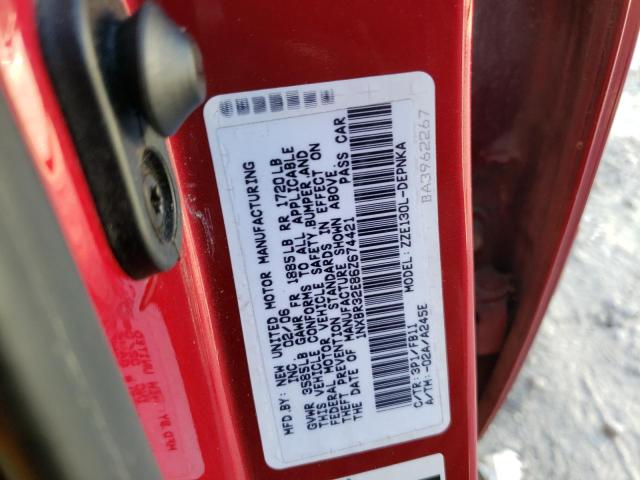 MFD.BY: NEW UNITED MOTOR MANUFACTURING
INC. 02/06
GVWR 3585LB GAWR FR 1885LB RR 1720LB
THIS VEHICLE CONFORMS TO ALL APPLICABLE
FEDERAL MOTOR VEHICLE SAFETY,BUMPER,AND
THEFT PREVENTION STANDARDS IN EFFECT ON
THE DATE OF MANUFACTURE SHOWN ABOVE.
1NXBR32E86Z674421 PASS CAR
MODEL: ZZE130L-DEPNKA
C/TR: 3P1/FB11
A/TM: -02A/A245E
BA3962267